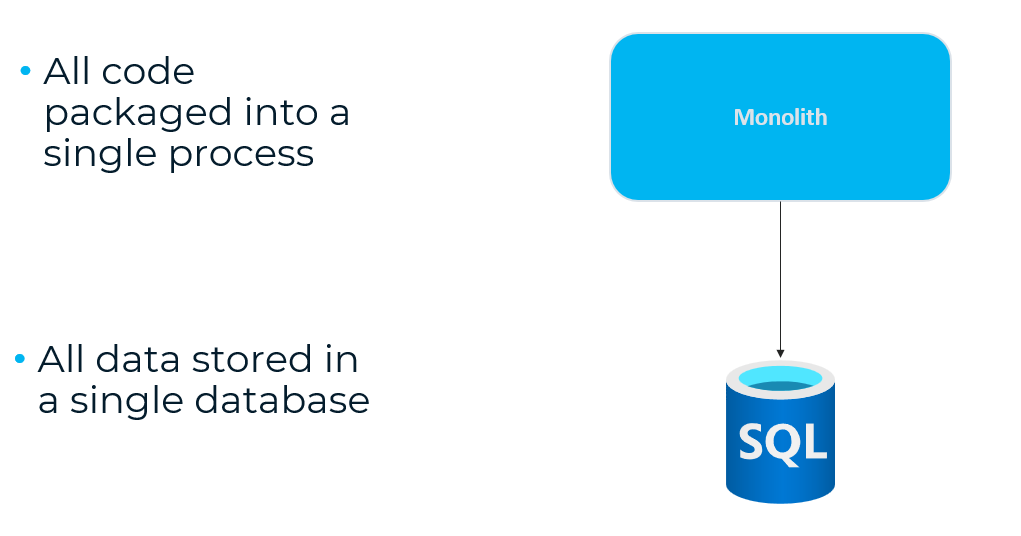 • All code
packaged into a
single process
Monolith
• All data stored in
a single database
SQL